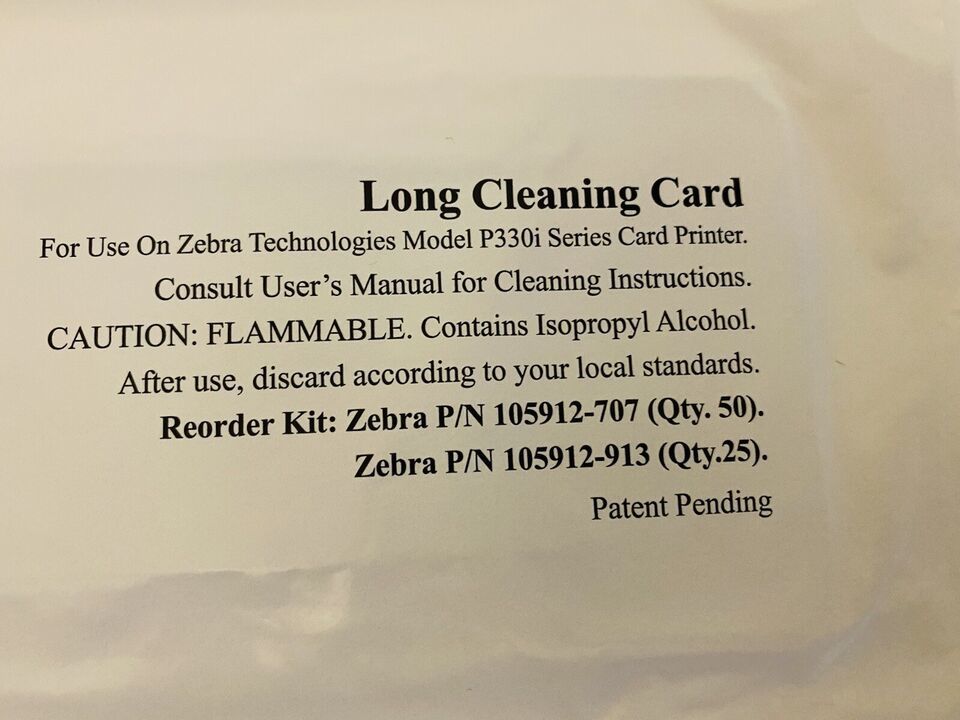 Long Cleaning Card
For Use On Zebra Technologies Model P330i Series Card Printer.
Consult User’s Manual for Cleaning Instructions.
CAUTION: FLAMMABLE. Contains Isopropyl Alcohol.
After use, discard according to your local standards.
Reorder Kit: Zebra P/N 105912-707 (Qty. 50).
Zebra P/N 105912-913 (Qty.25).
Patent Pending